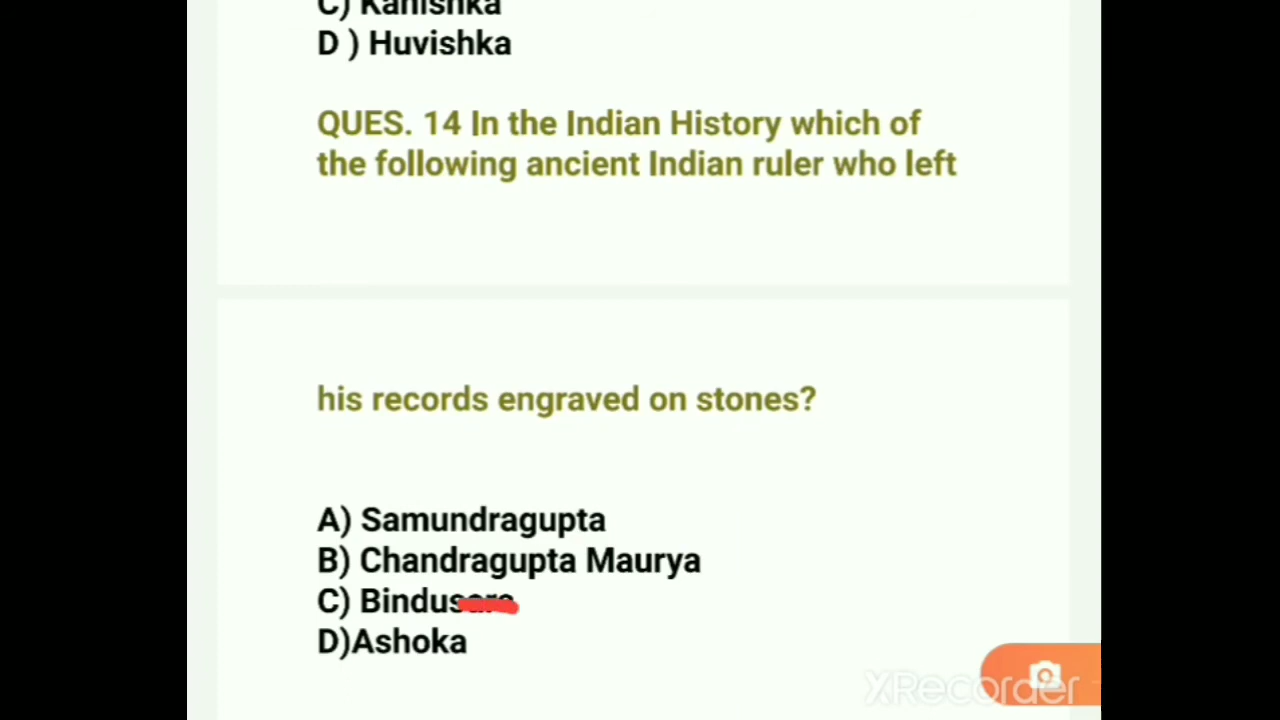 C) Kanishka
D ) Huvishka
QUES. 14 In the Indian History which of
the following ancient Indian ruler who left
his records engraved on stones?
A) Samundragupta
B) Chandragupta Maurya
C) Bindusara
D)Ashoka
XRecorder